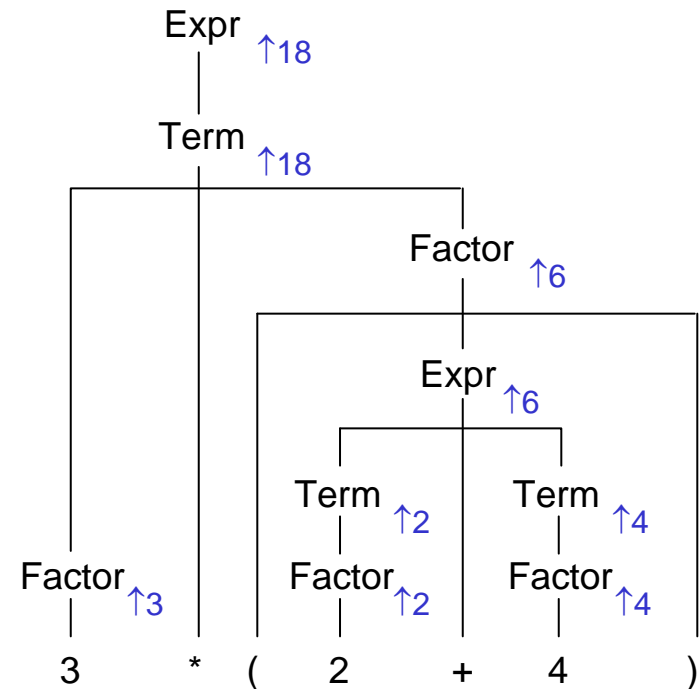 Expr ↑18
Term ↑18
Factor ↑6
Expr ↑6
Term ↑2 Term ↑4
Factor ↑3 Factor ↑2 Factor ↑4
3 * ( 2 + 4 )